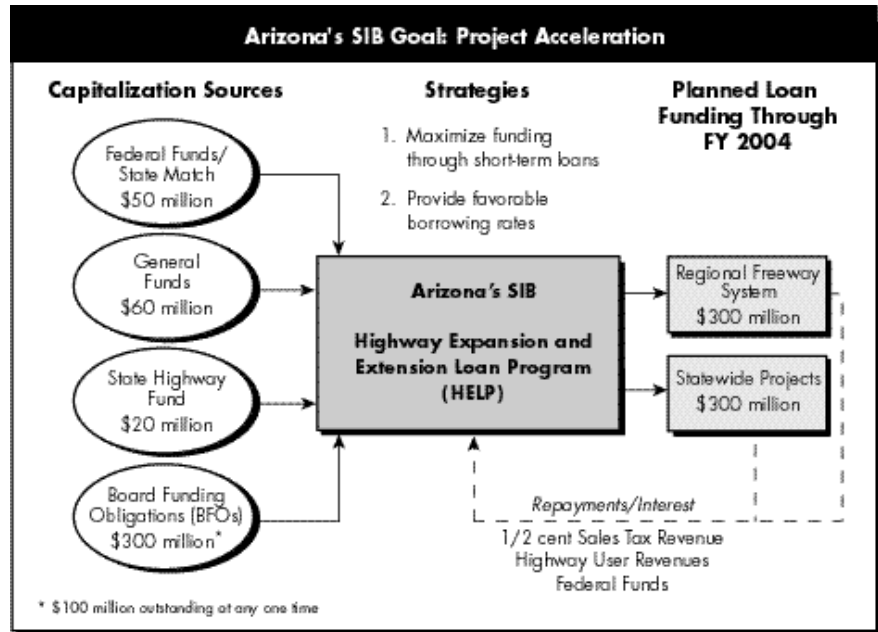 Arizona's SIB Goal: Project Acceleration
Capitalization Sources
Federal Funds/
State Match
$50 million
General
Funds
$60 million
State Highway
Fund
$20 million
Board Funding
Obligations (BFOs)
$300 million*
* $100 million outstanding at any one time
Strategies
1. Maximize funding
through short-term loans
2. Provide favorable
borrowing rates
Arizona's SIB
Highway Expansion and
Extension Loan Program
(HELP)
Planned Loan
Funding Through
FY 2004
Regional Freeway
System
$300 million
Statewide Projects
$300 million
Repayments/Interest
1/2 cent Sales Tax Revenue
Highway User Revenues
Federal Funds